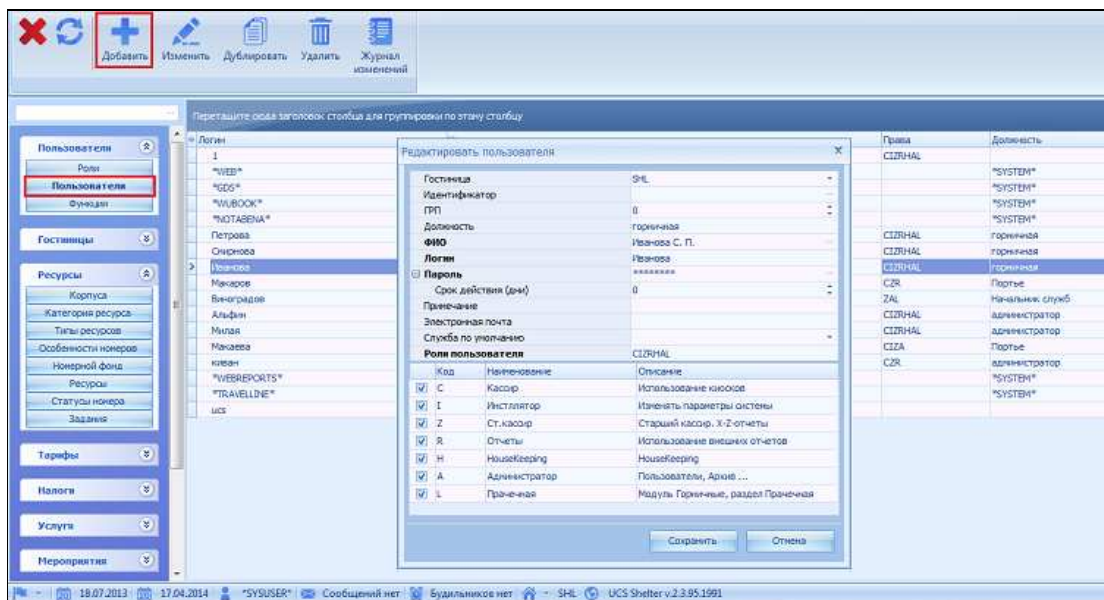 Добавить Изменить Дублировать Удалить Журнал изменений
Перетащите сюда заголовок столбца для группировки по этому столбцу
Пользователи
Роли
Пользователи
Функции
Гостиницы
Ресурсы
Корпуса
Категория ресурса
Типы ресурсов
Особенности номеров
Номерной фонд
Ресурсы
Статусы номера
Задания
Тарифы
Налоги
Услуги
Мероприятия
Логин Права Должность
1 CIZRHAL
*WEB* *SYSTEM*
*GDS* *SYSTEM*
*WUBOOK* *SYSTEM*
*NOTABENA* *SYSTEM*
Петрова CIZRHAL горничная
Смирнова CIZRHAL горничная
Иванова CIZRHAL горничная
Макаров CZR Портье
Виноградов ZAL Начальник служб
Альфин CIZRHAL администратор
Милая CIZRHAL администратор
Макаева CIZA Портье
CZR администратор
*WEBREPORTS* *SYSTEM*
*TRAVELLINE* *SYSTEM*
ucs
Редактировать пользователя
Гостиница SHL
Идентификатор
ГРП 0
Должность горничная
ФИО Иванова С. П.
Логин Иванова
Пароль ********
Срок действия (дни) 0
Примечание
Электронная почта
Служба по умолчанию
Роли пользователя CIZRHAL
Код Наименование Описание
C Кассир Использование киосков
I Инстллятор Изменять параметры системы
Z Ст.кассир Старший кассир. X-Z-отчеты
R Отчеты Использование внешних отчетов
H HouseKeeping HouseKeeping
A Администратор Пользователи, Архив ...
L Прачечная Модуль Горничные, раздел Прачечная
Сохранить Отмена
18.07.2013 17.04.2014 *SYSUSER* Сообщений нет Будильников нет - SHL UCS Shelter v.2.3.95.1991